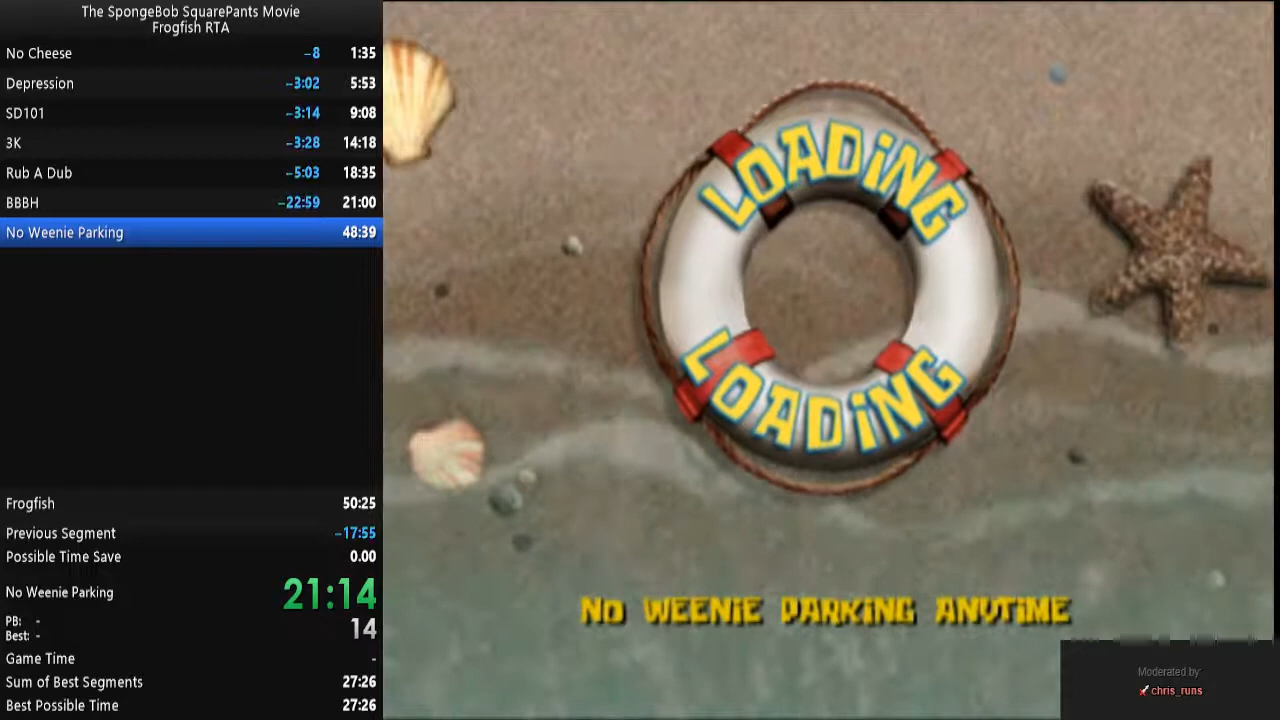 The SpongeBob SquarePants Movie
Frogfish RTA
No Cheese −8 1:35
Depression −3:02 5:53
SD101 −3:14 9:08
3K −3:28 14:18
Rub A Dub −5:03 18:35
BBBH −22:59 21:00
No Weenie Parking 48:39
Frogfish 50:25
Previous Segment −17:55
Possible Time Save 0.00
No Weenie Parking 21:14
PB: -
Best: - 14
Game Time -
Sum of Best Segments 27:26
Best Possible Time 27:26
LOADiNG
LOADiNG
NO WEENiE PARKiNG ANYTiME
Moderated by:
chris_runs